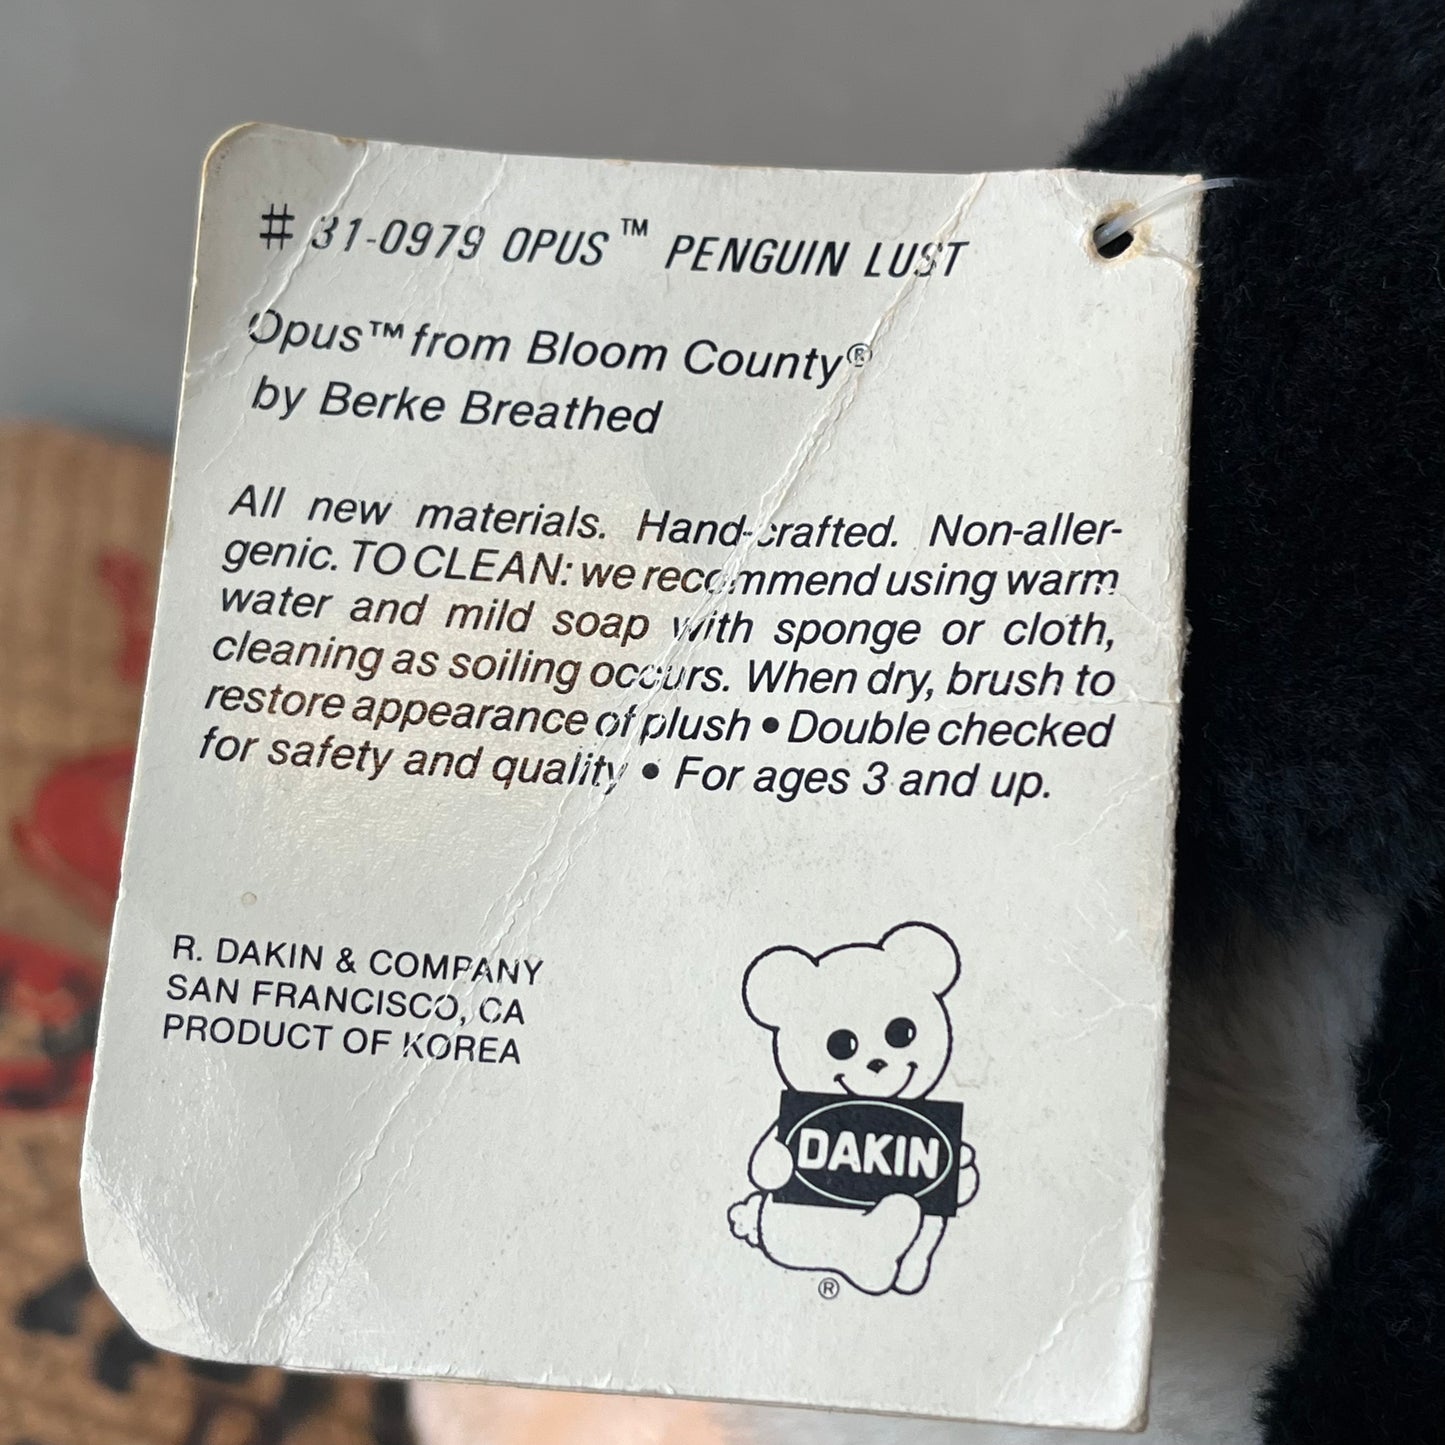 # 31-0979 OPUS™ PENGUIN LUST
Opus™ from Bloom County®
by Berke Breathed
All new materials. Hand-crafted. Non-aller-
genic. TO CLEAN: we recommend using warm
water and mild soap with sponge or cloth,
cleaning as soiling occurs. When dry, brush to
restore appearance of plush • Double checked
for safety and quality • For ages 3 and up.
R. DAKIN & COMPANY
SAN FRANCISCO, CA
PRODUCT OF KOREA
DAKIN
®